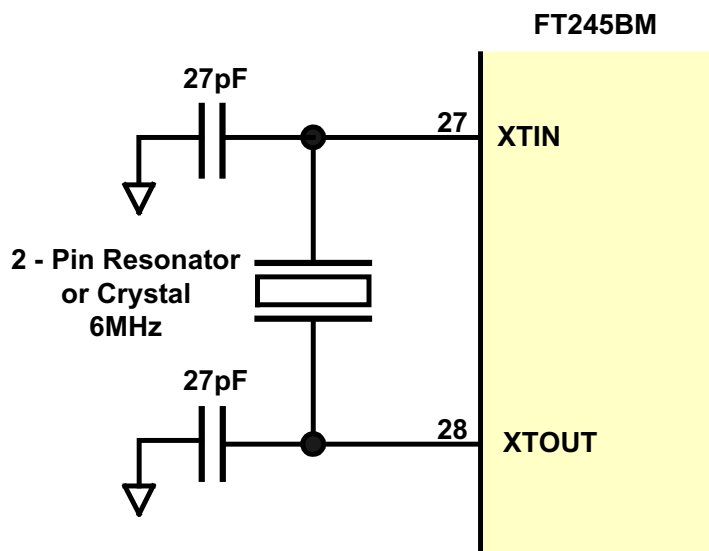 FT245BM
27pF
27
XTIN
2 - Pin Resonator
or Crystal
6MHz
27pF
28
XTOUT